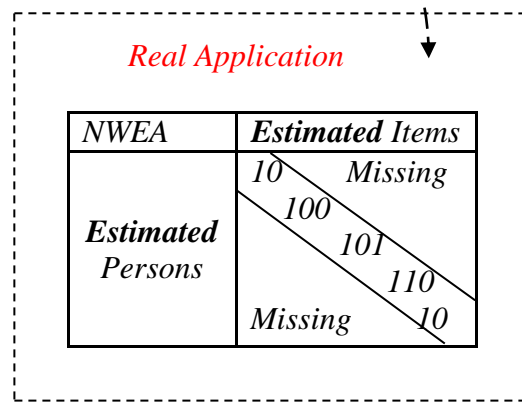 Real Application
NWEA Estimated Items
10 Missing
100
Estimated
101
Persons
110
Missing 10